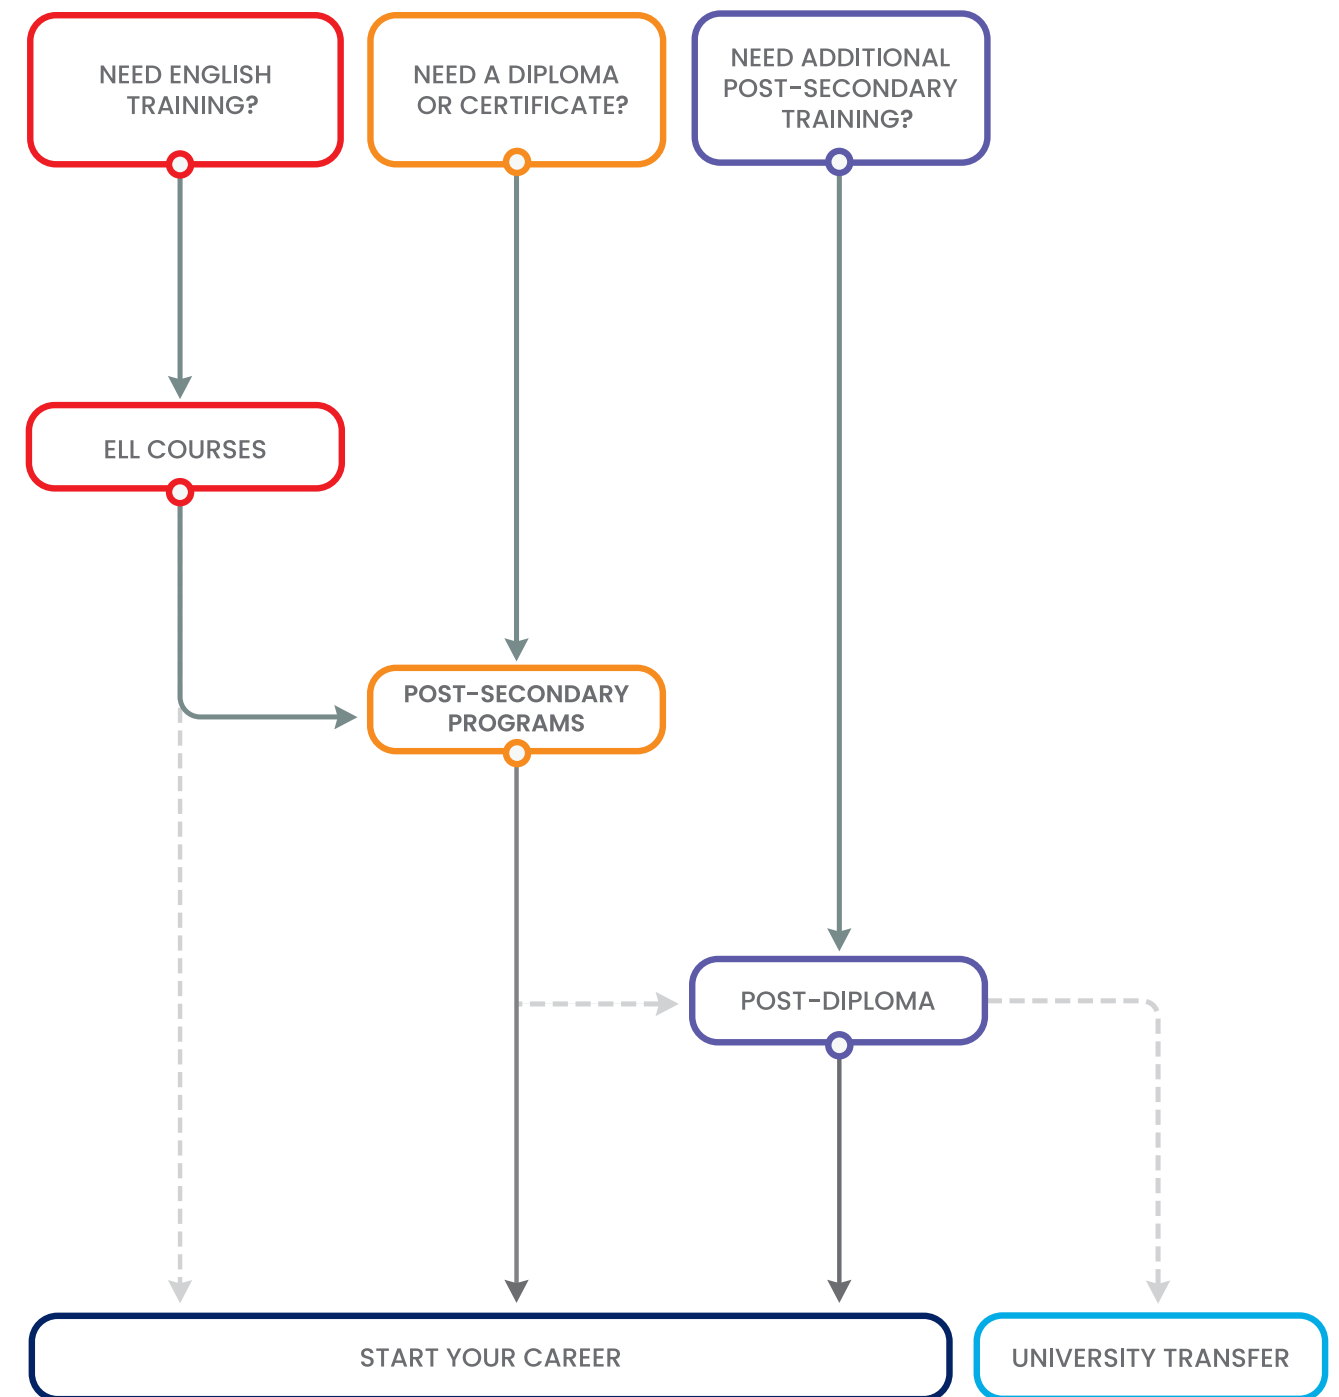 NEED ENGLISH
TRAINING?
NEED A DIPLOMA
OR CERTIFICATE?
NEED ADDITIONAL
POST-SECONDARY
TRAINING?
ELL COURSES
POST-SECONDARY
PROGRAMS
POST-DIPLOMA
START YOUR CAREER
UNIVERSITY TRANSFER